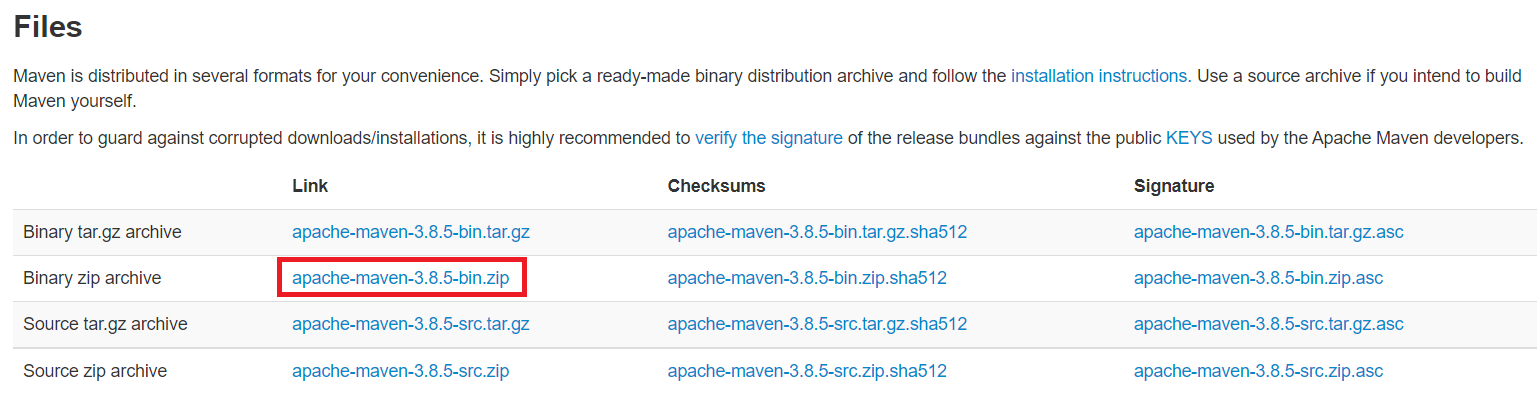 Files
Maven is distributed in several formats for your convenience. Simply pick a ready-made binary distribution archive and follow the installation instructions. Use a source archive if you intend to build
Maven yourself.
In order to guard against corrupted downloads/installations, it is highly recommended to verify the signature of the release bundles against the public KEYS used by the Apache Maven developers.
Link Checksums Signature
Binary tar.gz archive apache-maven-3.8.5-bin.tar.gz apache-maven-3.8.5-bin.tar.gz.sha512 apache-maven-3.8.5-bin.tar.gz.asc
Binary zip archive apache-maven-3.8.5-bin.zip apache-maven-3.8.5-bin.zip.sha512 apache-maven-3.8.5-bin.zip.asc
Source tar.gz archive apache-maven-3.8.5-src.tar.gz apache-maven-3.8.5-src.tar.gz.sha512 apache-maven-3.8.5-src.tar.gz.asc
Source zip archive apache-maven-3.8.5-src.zip apache-maven-3.8.5-src.zip.sha512 apache-maven-3.8.5-src.zip.asc